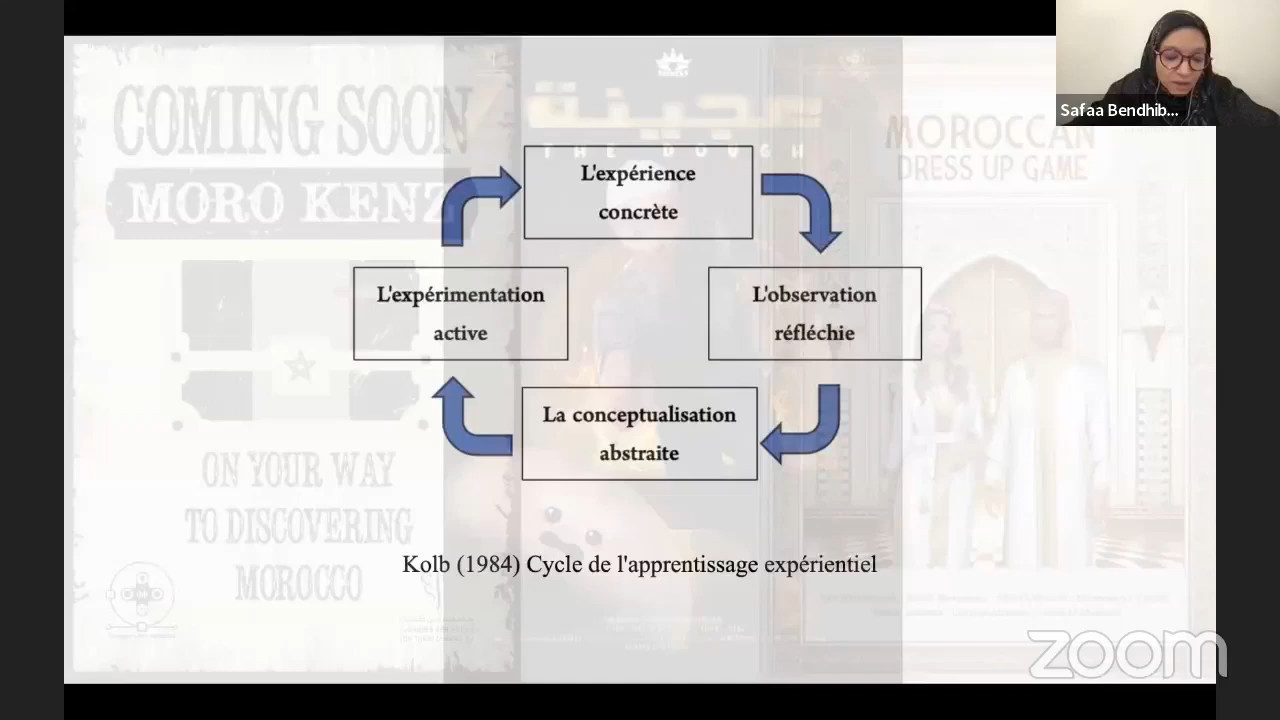 Safaa Bendhib...
COMING SOON
MORO KENZ
عجينة
THE DOUGH
MOROCCAN
DRESS UP GAME
L'expérience
concrète
L'expérimentation
active
L'observation
réfléchie
La conceptualisation
abstraite
ON YOUR WAY
TO DISCOVERING
MOROCCO
Kolb (1984) Cycle de l'apprentissage expérientiel
zoom